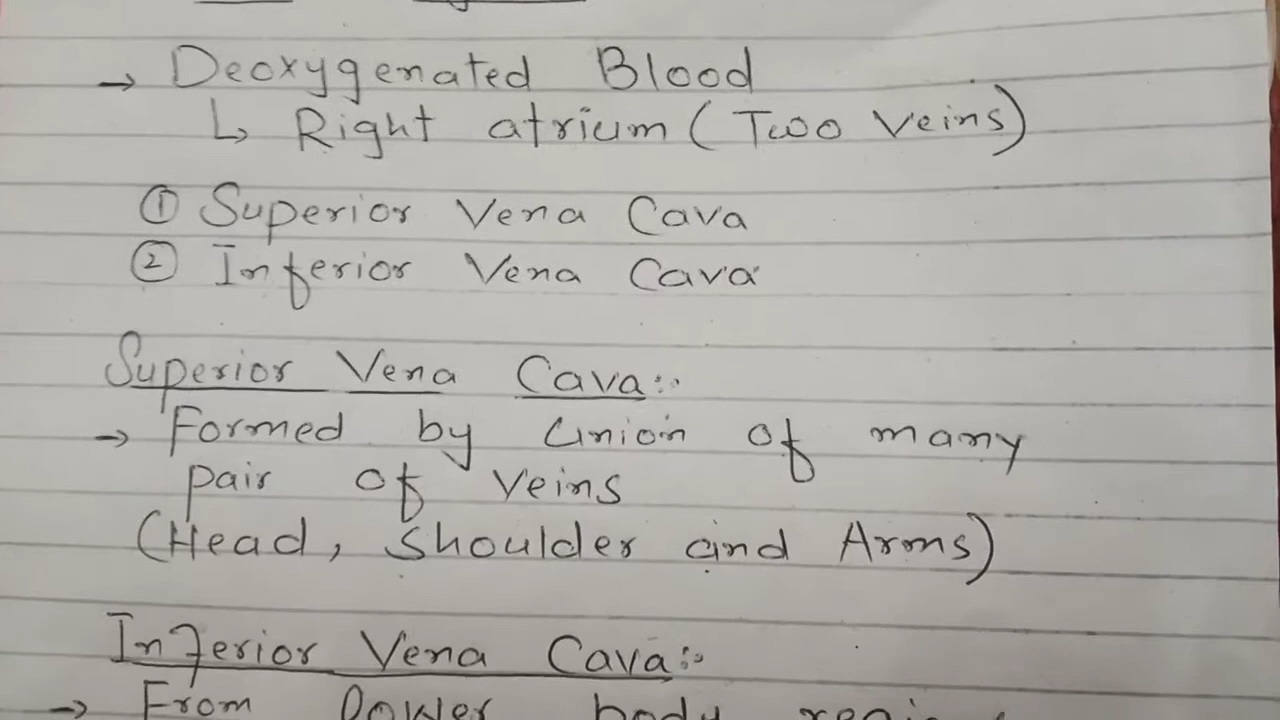 → Deoxygenated Blood
↳ Right atrium (Two Veins)
① Superior Vena Cava
② Inferior Vena Cava
Superior Vena Cava:-
→ Formed by union of many
pair of veins
(Head, shoulder and Arms)
Inferior Vena Cava:-
→ From body